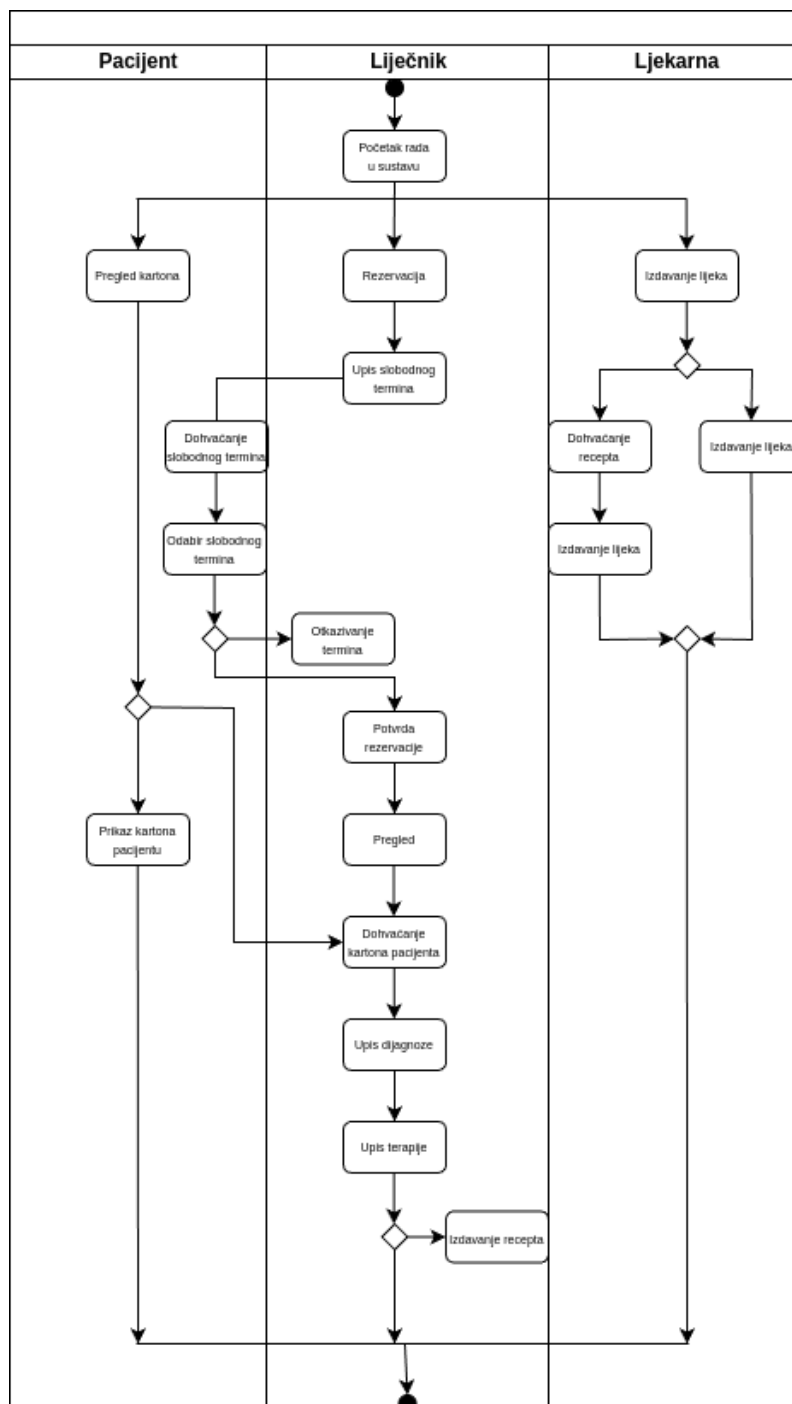 Pacijent
Liječnik
Ljekarna
Početak rada
u sustavu
Pregled kartona
Rezervacija
Izdavanje lijeka
Upis slobodnog
termina
Dohvaćanje
slobodnog termina
Dohvaćanje
recepta
Izdavanje lijeka
Odabir slobodnog
termina
Izdavanje lijeka
Otkazivanje
termina
Potvrda
rezervacije
Prikaz kartona
pacijentu
Pregled
Dohvaćanje
kartona pacijenta
Upis dijagnoze
Upis terapije
Izdavanje recepta